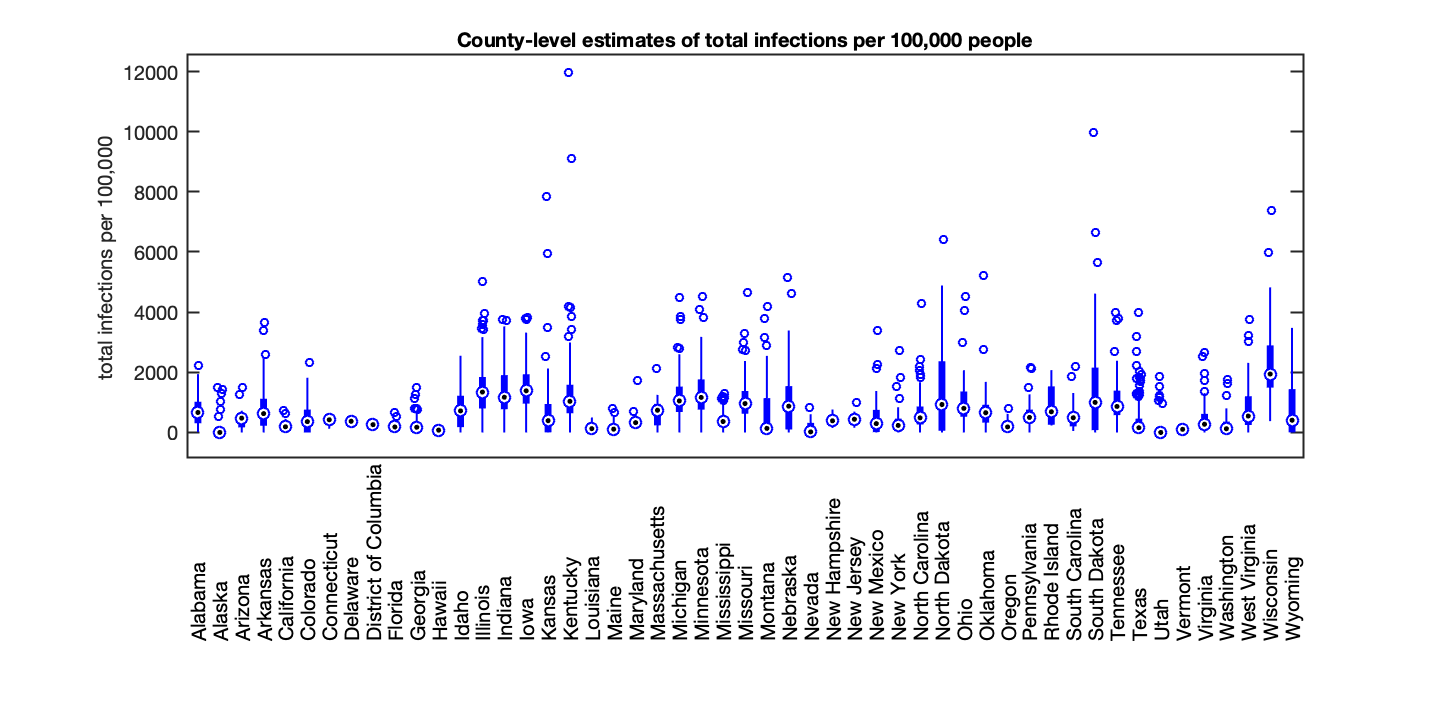 County-level estimates of total infections per 100,000 people
total infections per 100,000
12000
10000
8000
6000
4000
2000
0
Alabama
Alaska
Arizona
Arkansas
California
Colorado
Connecticut
Delaware
District of Columbia
Florida
Georgia
Hawaii
Idaho
Illinois
Indiana
Iowa
Kansas
Kentucky
Louisiana
Maine
Maryland
Massachusetts
Michigan
Minnesota
Mississippi
Missouri
Montana
Nebraska
Nevada
New Hampshire
New Jersey
New Mexico
New York
North Carolina
North Dakota
Ohio
Oklahoma
Oregon
Pennsylvania
Rhode Island
South Carolina
South Dakota
Tennessee
Texas
Utah
Vermont
Virginia
Washington
West Virginia
Wisconsin
Wyoming